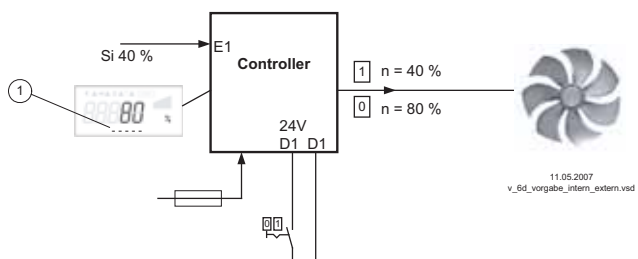 Si 40 %
E1
Controller
1 n = 40 %
0 n = 80 %
1
80
%
24V
D1 D1
0 1
11.05.2007
v_6d_vorgabe_intern_extern.vsd